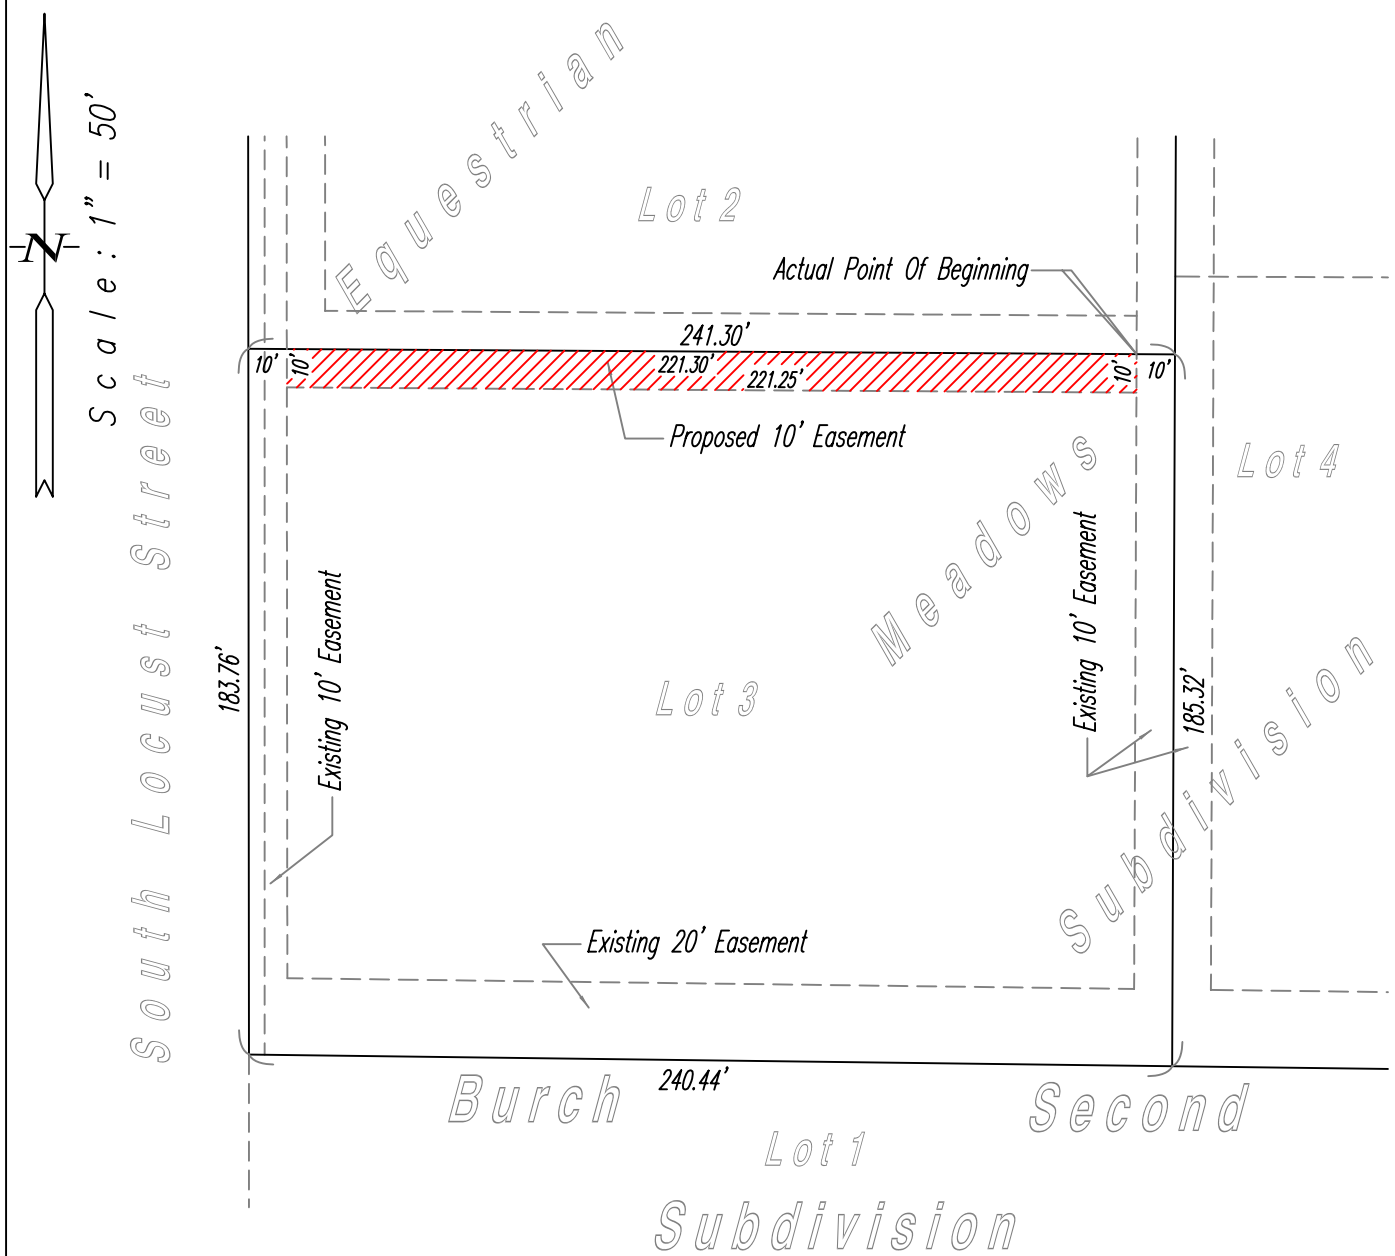 N
Scale: 1" = 50'
Equestrian
Lot 2
Actual Point Of Beginning
241.30'
10'
10'
221.30'
221.25'
10'
10'
Proposed 10' Easement
Meadows
Lot 4
South Locust Street
183.76'
Existing 10' Easement
Lot 3
Existing 10' Easement
185.32'
Subdivision
Existing 20' Easement
240.44'
Burch Second
Lot 1
Subdivision